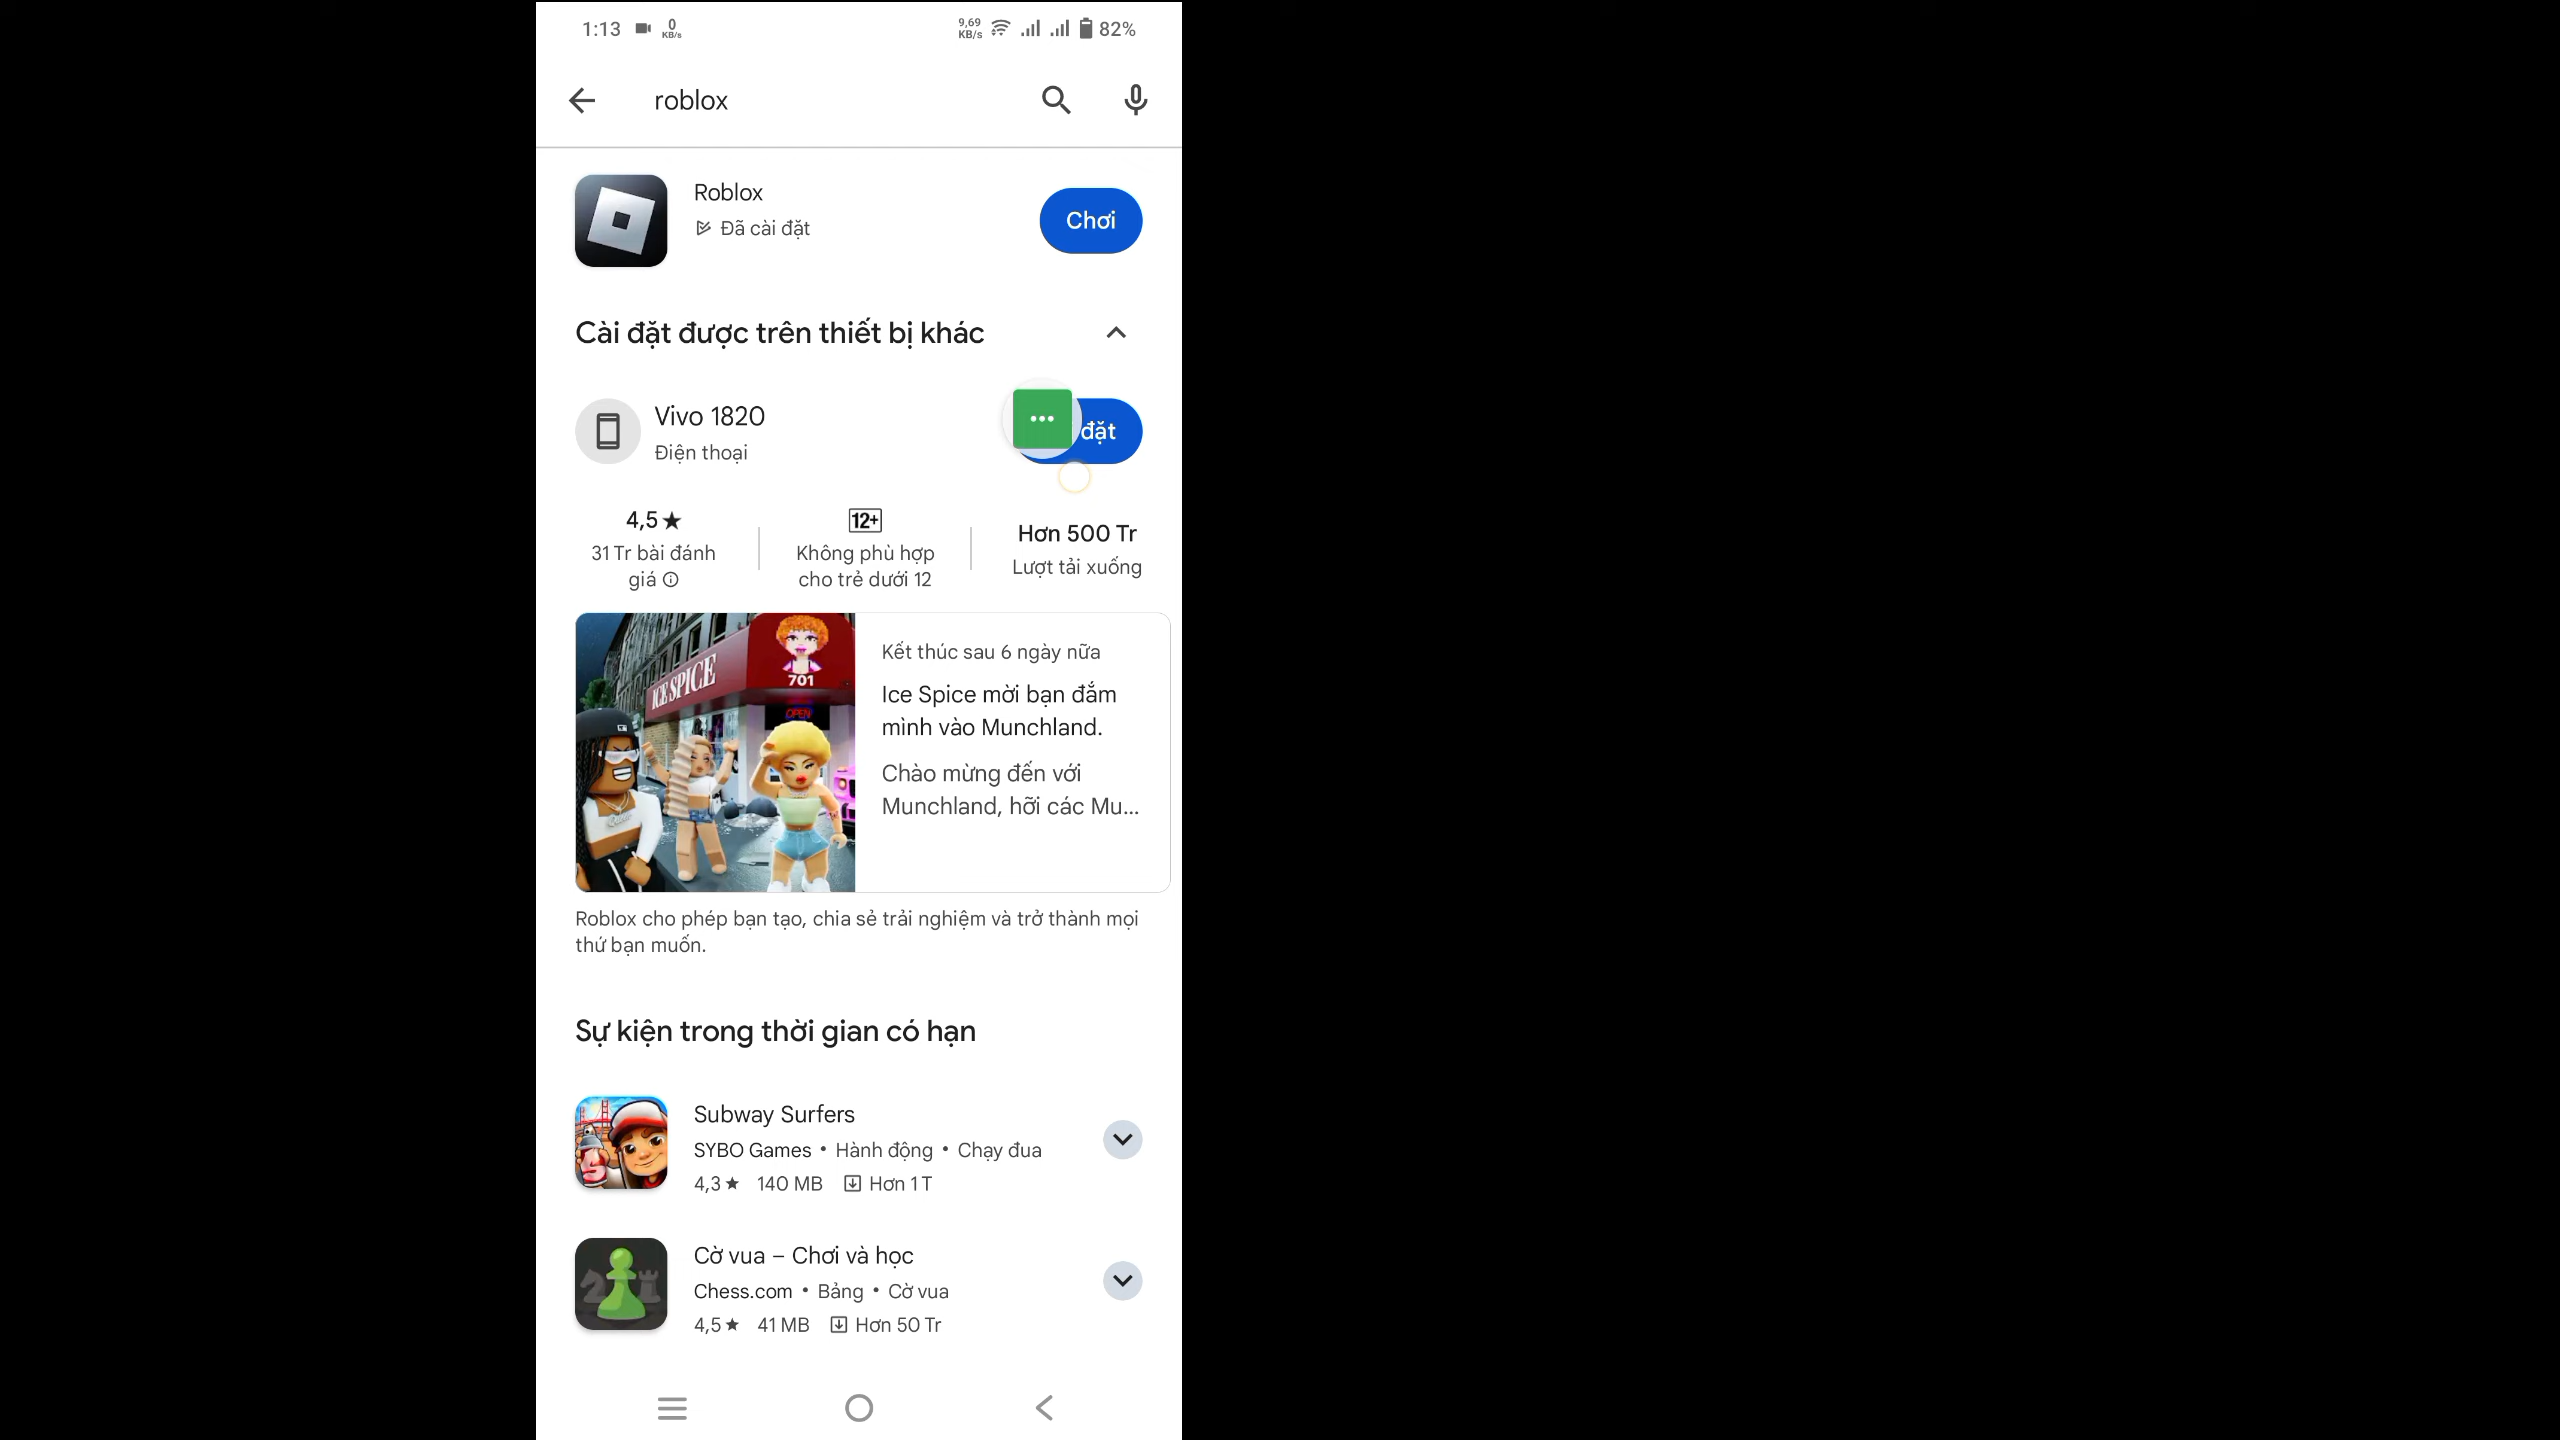 1:13 0 KB/s 9,69 KB/s 82%
roblox
Roblox
Đã cài đặt
Chơi
Cài đặt được trên thiết bị khác
Vivo 1820
Điện thoại
đặt
4,5★
31 Tr bài đánh
giá
12+
Không phù hợp
cho trẻ dưới 12
Hơn 500 Tr
Lượt tải xuống
ICE SPICE
701
OPEN
Kết thúc sau 6 ngày nữa
Ice Spice mời bạn đắm
mình vào Munchland.
Chào mừng đến với
Munchland, hỡi các Mu...
Roblox cho phép bạn tạo, chia sẻ trải nghiệm và trở thành mọi
thứ bạn muốn.
Sự kiện trong thời gian có hạn
Subway Surfers
SYBO Games • Hành động • Chạy đua
4,3★ 140 MB Hơn 1 T
Cờ vua – Chơi và học
Chess.com • Bảng • Cờ vua
4,5★ 41 MB Hơn 50 Tr